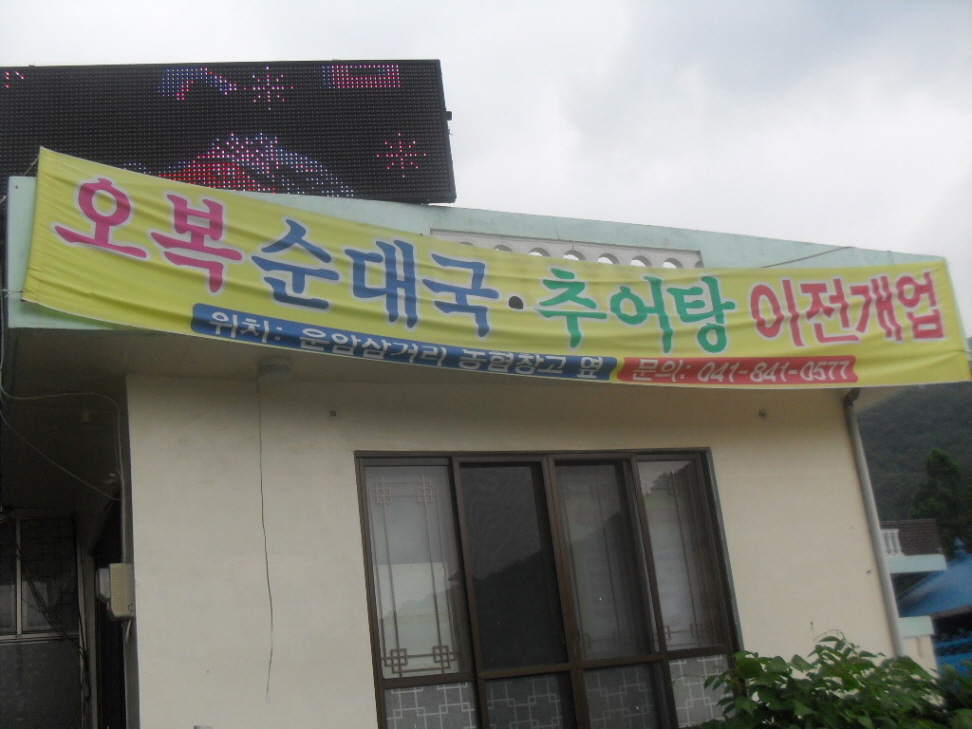 오복 순대국·추어탕 이전개업
위치: 운암삼거리 농협창고 옆 문의: 041-841-0577